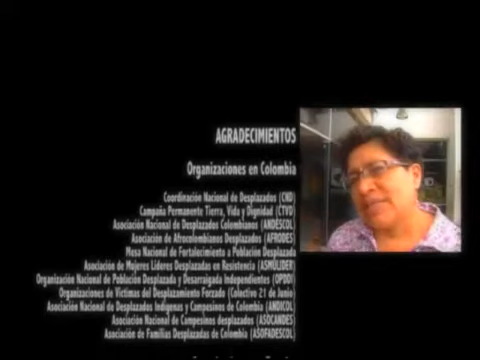 AGRADECIMIENTOS
Organizaciones en Colombia
Coordinación Nacional de Desplazados (CND)
Campaña Permanente Tierra, Vida y Dignidad (CTVD)
Asociación Nacional de Desplazados Colombianos (ANDESCOL)
Asociación de Afrocolombianos Desplazados (AFRODES)
Mesa Nacional de Fortalecimiento a Población Desplazada
Asociación de Mujeres Líderes Desplazadas en Resistencia (ASMÚLIDER)
Organización Nacional de Población Desplazada y Desarraigada Independientes (OPDDI)
Organizaciones de Víctimas del Desplazamiento Forzado (Colectivo 21 de Junio
Asociación Nacional de Desplazados Indígenas y Campesinos de Colombia (ANDICOL)
Asociación Nacional de Campesinos desplazados (ASOCANDES)
Asociación de Familias Desplazadas de Colombia (ASOFADESCOL)